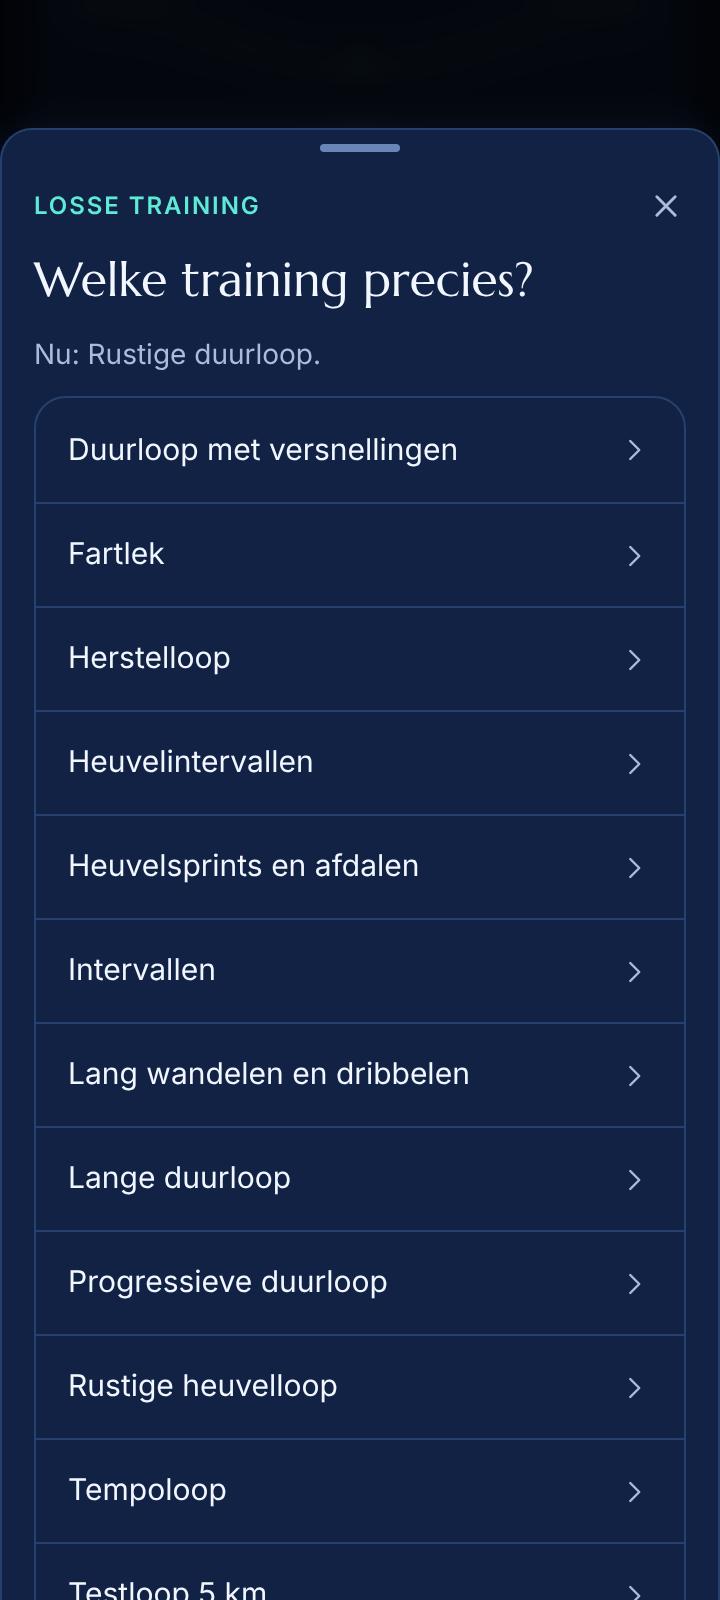 LOSSE TRAINING
Welke training precies?
Nu: Rustige duurloop.
Duurloop met versnellingen
Fartlek
Herstelloop
Heuvelintervallen
Heuvelsprints en afdalen
Intervallen
Lang wandelen en dribbelen
Lange duurloop
Progressieve duurloop
Rustige heuvelloop
Tempoloop
Testloop 5 km